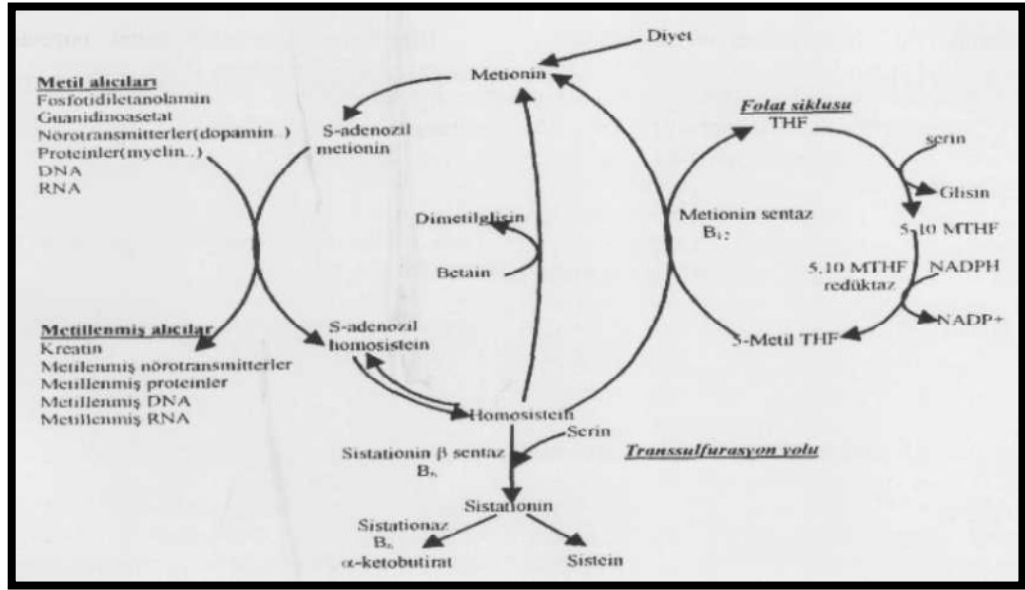 Diyet
Metionin
Metil alıcıları
Fosfotidiletanolamin
Guanidinoasetat
Nörotransmitterler(dopamin..)
Proteinler(myelin..)
DNA
RNA
S-adenozil
metionin
Folat siklusu
THF
serin
Glisin
5-10 MTHF
Dimetilglisin
Betain
Metionin sentaz
B12
5.10 MTHF
redüktaz
NADPH
NADP+
5-Metil THF
Metillenmiş alıcılar
Kreatin
Metilenmiş nörotransmitterler
Metillenmiş proteinler
Metillenmiş DNA
Metillenmiş RNA
S-adenozil
homosistein
Homosistein
Serin
Sistationin β sentaz
B6
Transsulfurasyon yolu
Sistationin
Sistationaz
B6
α-ketobutirat
Sistein